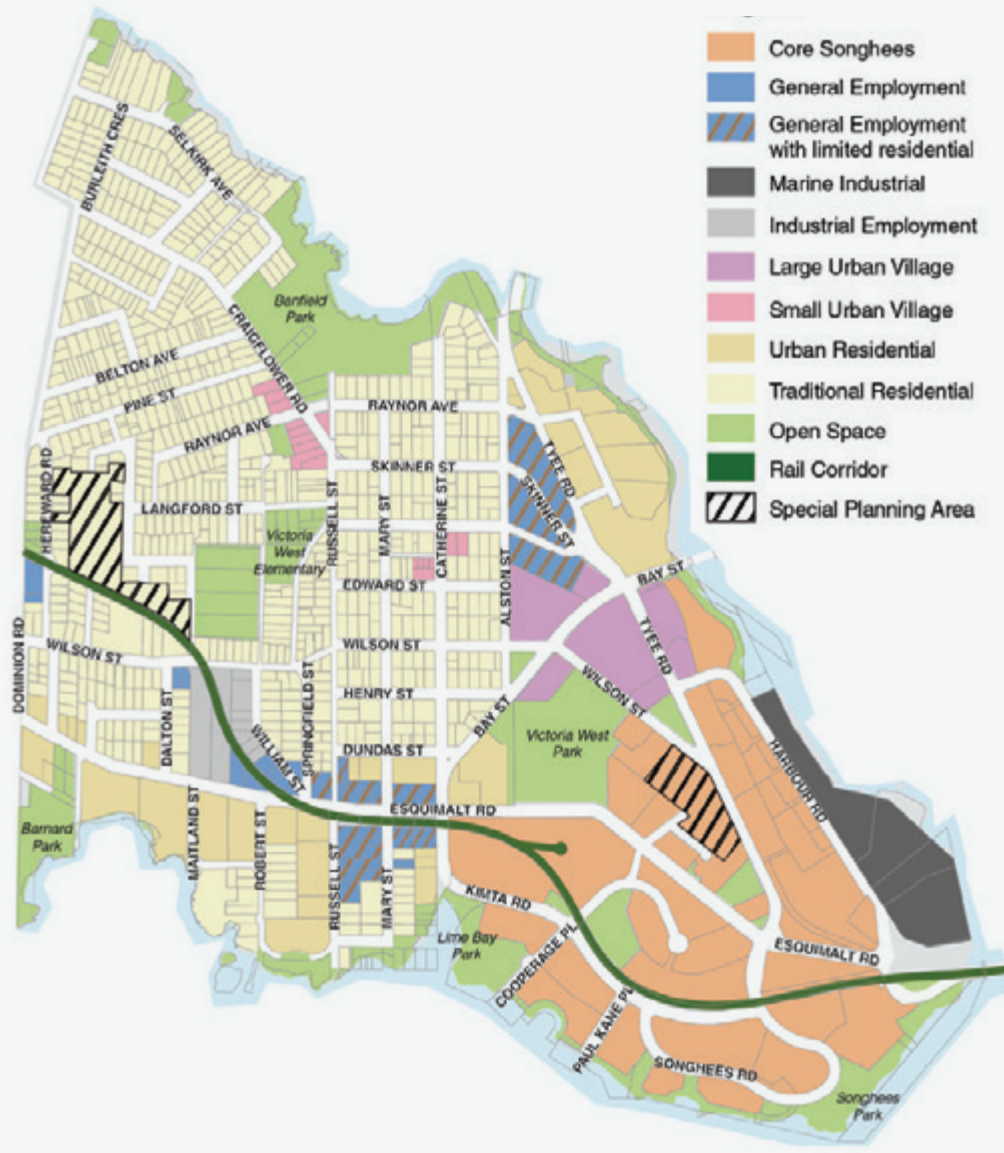 Core Songhees
General Employment
General Employment
with limited residential
Marine Industrial
Industrial Employment
Large Urban Village
Small Urban Village
Urban Residential
Traditional Residential
Open Space
Rail Corridor
Special Planning Area
BURLEITH CRES
SELKIRK AVE
Banfield
Park
CRAIGFLOWER RD
BELTON AVE
PINE ST
RAYNOR AVE
RAYNOR AVE
TYEE RD
SKINNER ST
SKINNER ST
HEREWARD RD
LANGFORD ST
Victoria
West
Elementary
RUSSELL ST
MARY ST
CATHERINE ST
ALSTON ST
EDWARD ST
BAY ST
TYEE RD
DOMINION RD
WILSON ST
WILSON ST
WILSON ST
HENRY ST
BAY ST
DALTON ST
WILLIAM ST
SPRINGFIELD ST
DUNDAS ST
Victoria West
Park
HARBOUR RD
ESQUIMALT RD
Barnard
Park
MAITLAND ST
ROBERT ST
RUSSELL ST
MARY ST
KIMTA RD
Lime Bay
Park
COOPERAGE PL
ESQUIMALT RD
PAUL KANE PL
SONGHEES RD
Songhees
Park